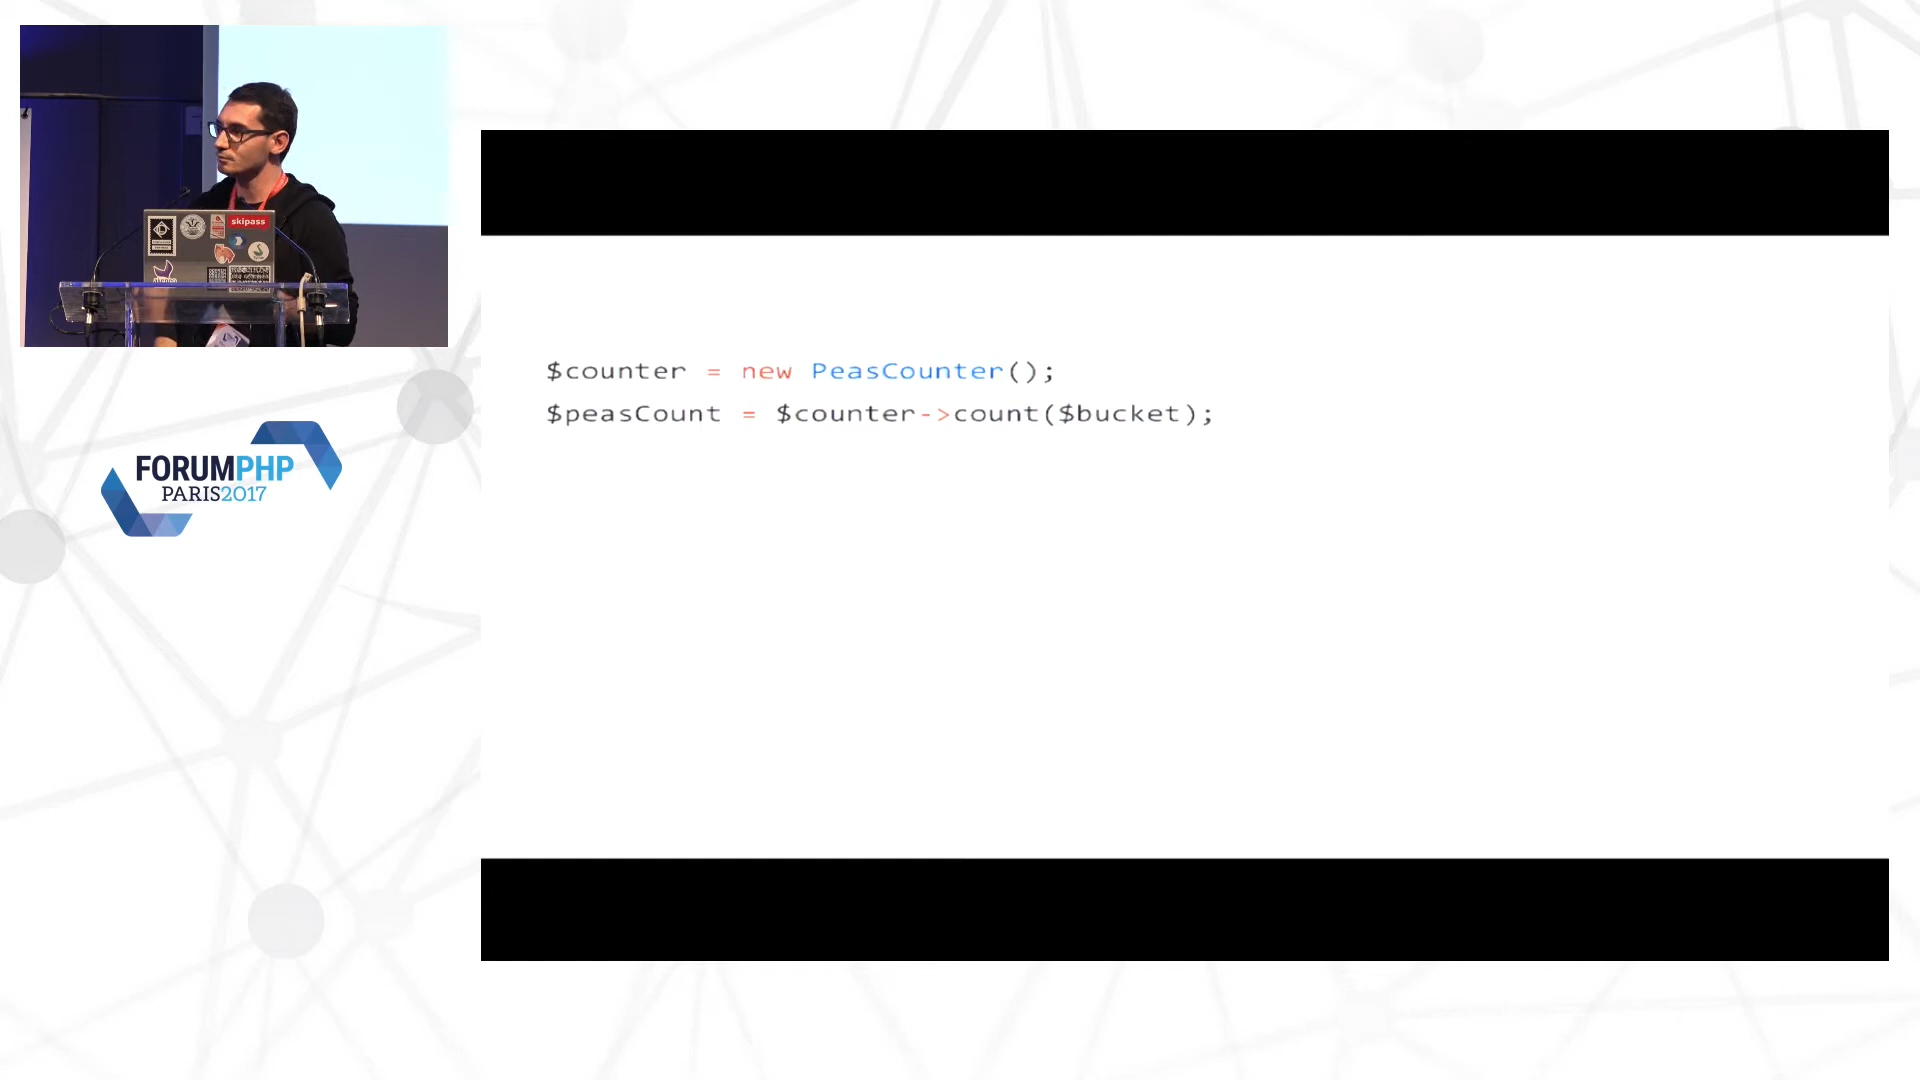 skipass
FORUMPHP
PARIS2017
$counter = new PeasCounter();
$peasCount = $counter->count($bucket);